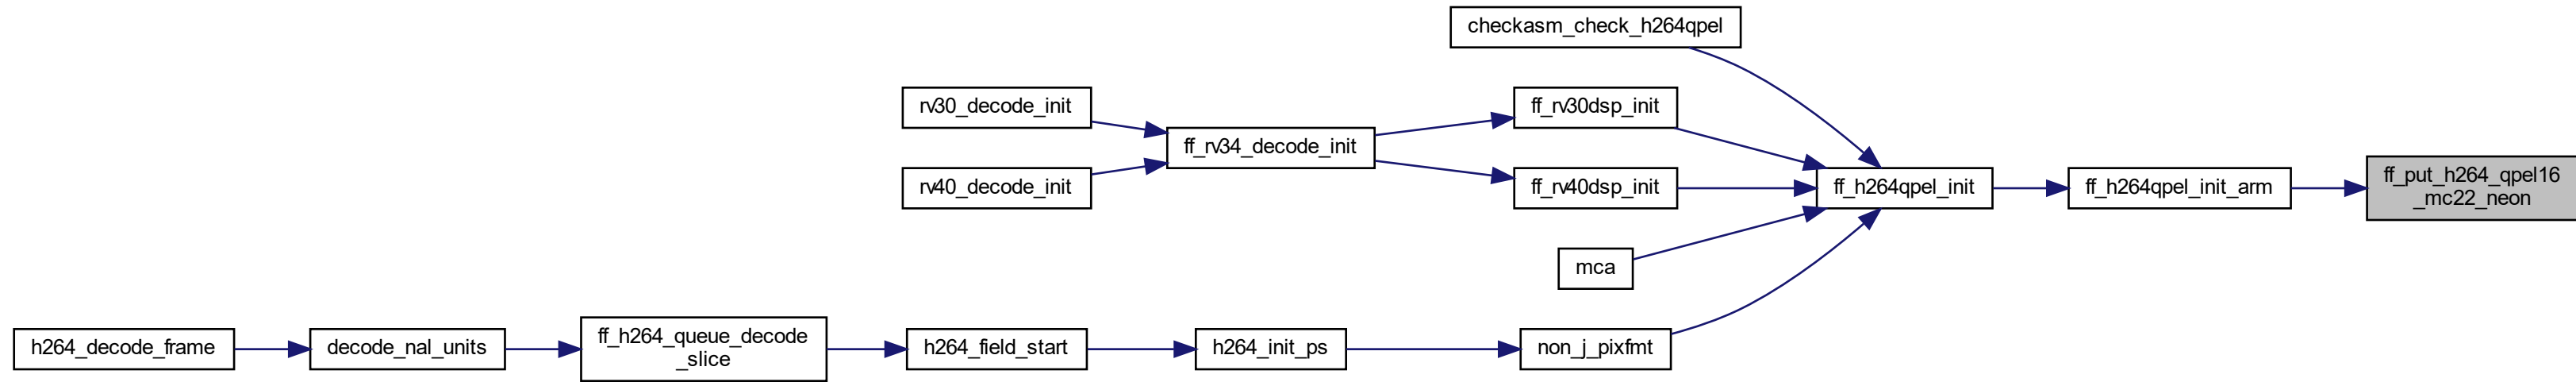 checkasm_check_h264qpel
rv30_decode_init
ff_rv30dsp_init
ff_rv34_decode_init
ff_put_h264_qpel16
_mc22_neon
rv40_decode_init
ff_rv40dsp_init
ff_h264qpel_init
ff_h264qpel_init_arm
mca
h264_decode_frame
decode_nal_units
ff_h264_queue_decode
_slice
h264_field_start
h264_init_ps
non_j_pixfmt